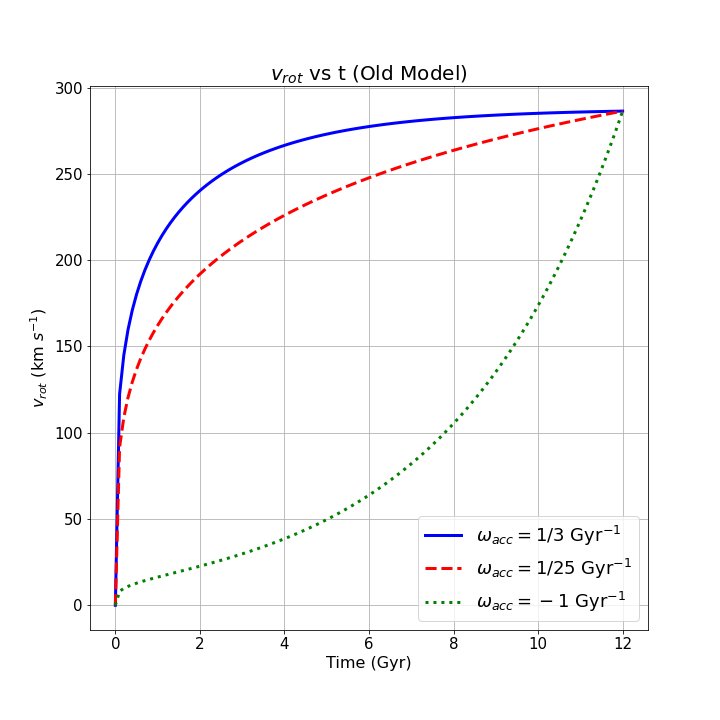 v_rot vs t (Old Model)
300
250
200
150
100
50
0
v_rot (km s⁻¹)
ω_acc = 1/3 Gyr⁻¹
ω_acc = 1/25 Gyr⁻¹
ω_acc = − 1 Gyr⁻¹
0 2 4 6 8 10 12
Time (Gyr)